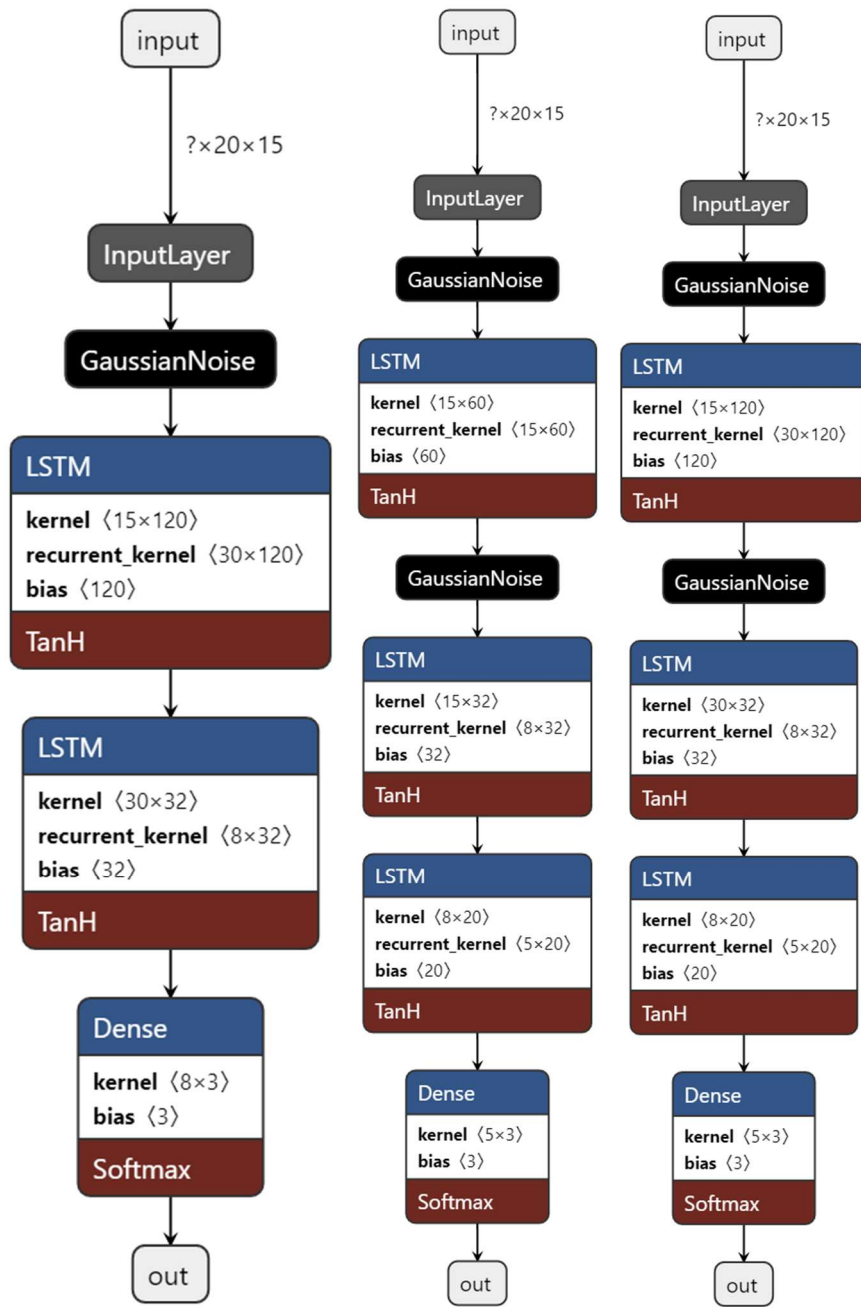 input
?×20×15
InputLayer
GaussianNoise
LSTM
kernel 〈15×120〉
recurrent_kernel 〈30×120〉
bias 〈120〉
TanH
LSTM
kernel 〈30×32〉
recurrent_kernel 〈8×32〉
bias 〈32〉
TanH
Dense
kernel 〈8×3〉
bias 〈3〉
Softmax
out
input
?×20×15
InputLayer
GaussianNoise
LSTM
kernel 〈15×60〉
recurrent_kernel 〈15×60〉
bias 〈60〉
TanH
GaussianNoise
LSTM
kernel 〈15×32〉
recurrent_kernel 〈8×32〉
bias 〈32〉
TanH
LSTM
kernel 〈8×20〉
recurrent_kernel 〈5×20〉
bias 〈20〉
TanH
Dense
kernel 〈5×3〉
bias 〈3〉
Softmax
out
input
?×20×15
InputLayer
GaussianNoise
LSTM
kernel 〈15×120〉
recurrent_kernel 〈30×120〉
bias 〈120〉
TanH
GaussianNoise
LSTM
kernel 〈30×32〉
recurrent_kernel 〈8×32〉
bias 〈32〉
TanH
LSTM
kernel 〈8×20〉
recurrent_kernel 〈5×20〉
bias 〈20〉
TanH
Dense
kernel 〈5×3〉
bias 〈3〉
Softmax
out